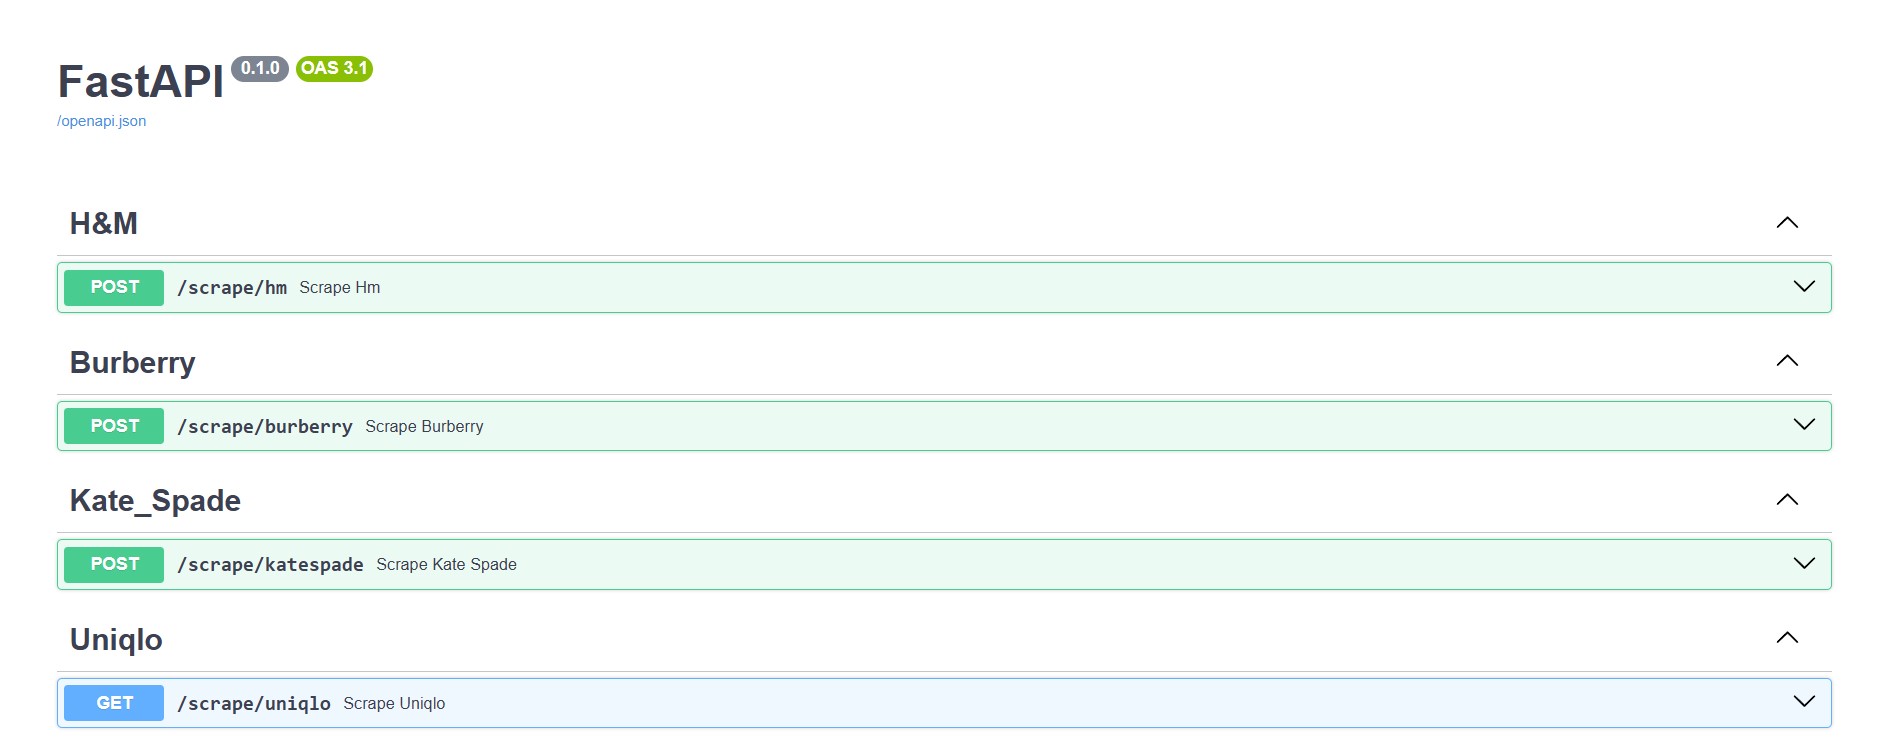 FastAPI 0.1.0 OAS 3.1
/openapi.json
H&M
POST /scrape/hm Scrape Hm
Burberry
POST /scrape/burberry Scrape Burberry
Kate_Spade
POST /scrape/katespade Scrape Kate Spade
Uniqlo
GET /scrape/uniqlo Scrape Uniqlo